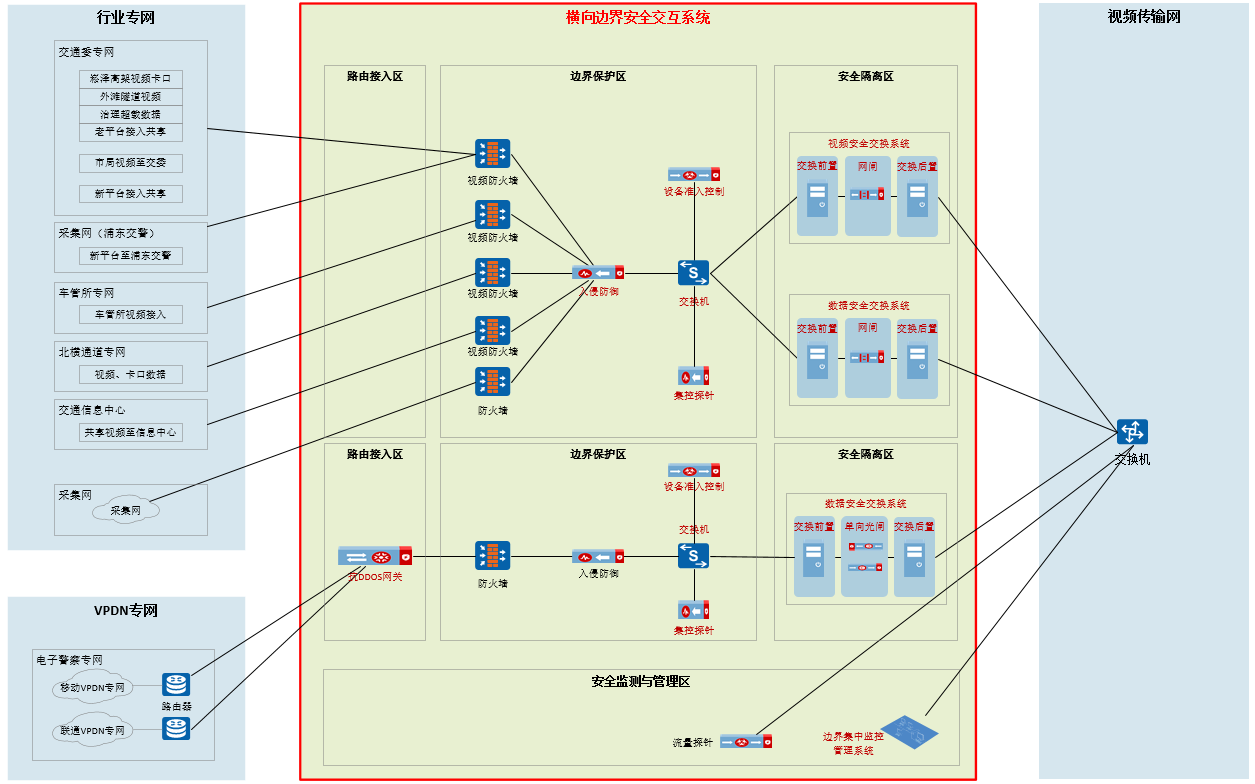 行业专网
横向边界安全交互系统
视频传输网
交通委专网
怒泽高架视频卡口
外滩隧道视频
治理超载数据
老平台接入共享
市局视频至交委
新平台接入共享
采集网（浦东交警）
新平台至浦东交警
车管所专网
车管所视频接入
北横通道专网
视频、卡口数据
交通信息中心
共享视频至信息中心
采集网
采集网
路由接入区
边界保护区
安全隔离区
视频防火墙
视频防火墙
视频防火墙
视频防火墙
防火墙
入侵防御
设备准入控制
交换机
集控探针
视频安全交换系统
交换前置
网闸
交换后置
数据安全交换系统
交换前置
网闸
交换后置
交换机
路由接入区
边界保护区
安全隔离区
抗DDOS网关
防火墙
入侵防御
设备准入控制
交换机
集控探针
数据安全交换系统
交换前置
单向光闸
交换后置
VPDN专网
电子警察专网
移动VPDN专网
路由器
联通VPDN专网
安全监测与管理区
流量探针
边界集中监控
管理系统